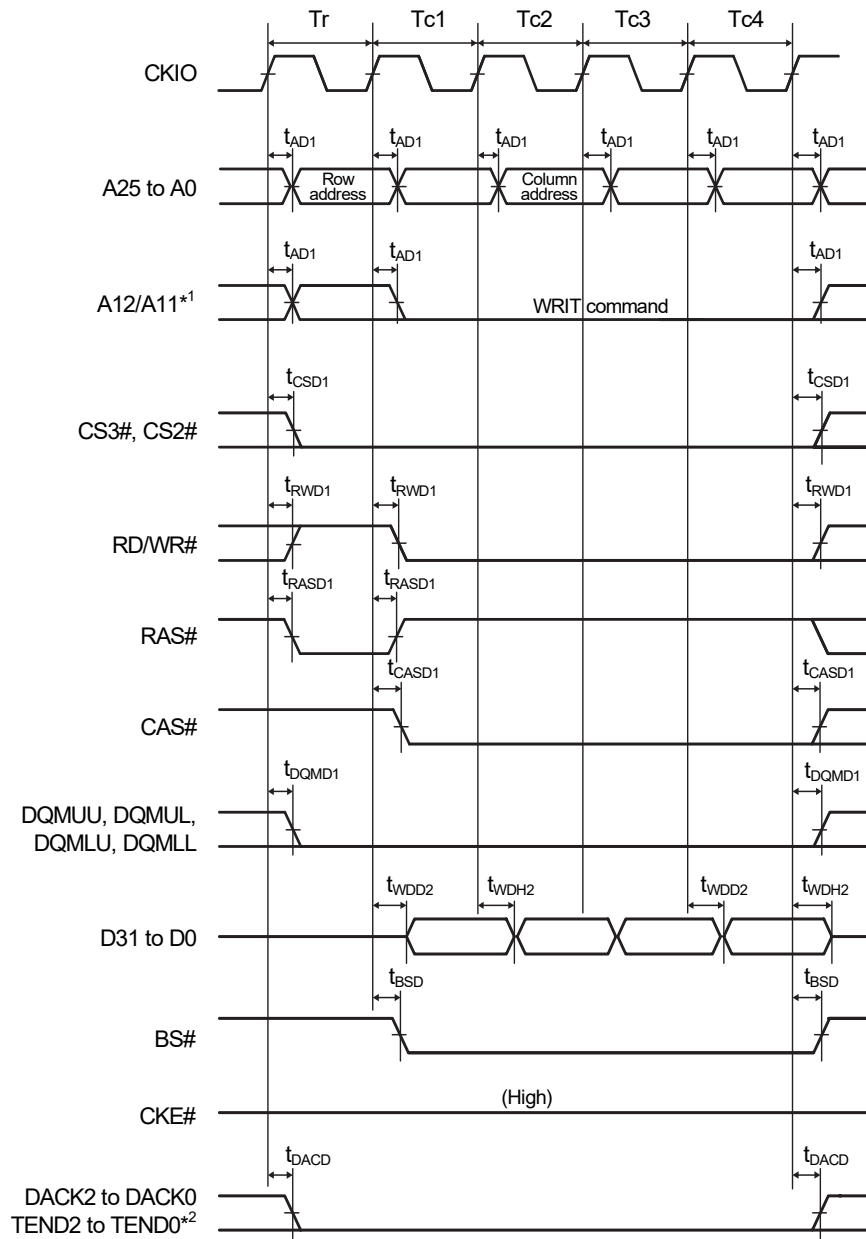 Tr Tc1 Tc2 Tc3 Tc4
CKIO
tAD1 tAD1 tAD1 tAD1 tAD1 tAD1
A25 to A0
Row address
Column address
tAD1 tAD1 tAD1
A12/A11*1
WRIT command
tCSD1 tCSD1
CS3#, CS2#
tRWD1 tRWD1 tRWD1
RD/WR#
tRASD1 tRASD1
RAS#
tCASD1 tCASD1
CAS#
tDQMD1 tDQMD1
DQMUU, DQMUL,
DQMLU, DQMLL
tWDD2 tWDH2 tWDD2 tWDH2
D31 to D0
tBSD tBSD
BS#
(High)
CKE#
tDACD tDACD
DACK2 to DACK0
TEND2 to TEND0*2